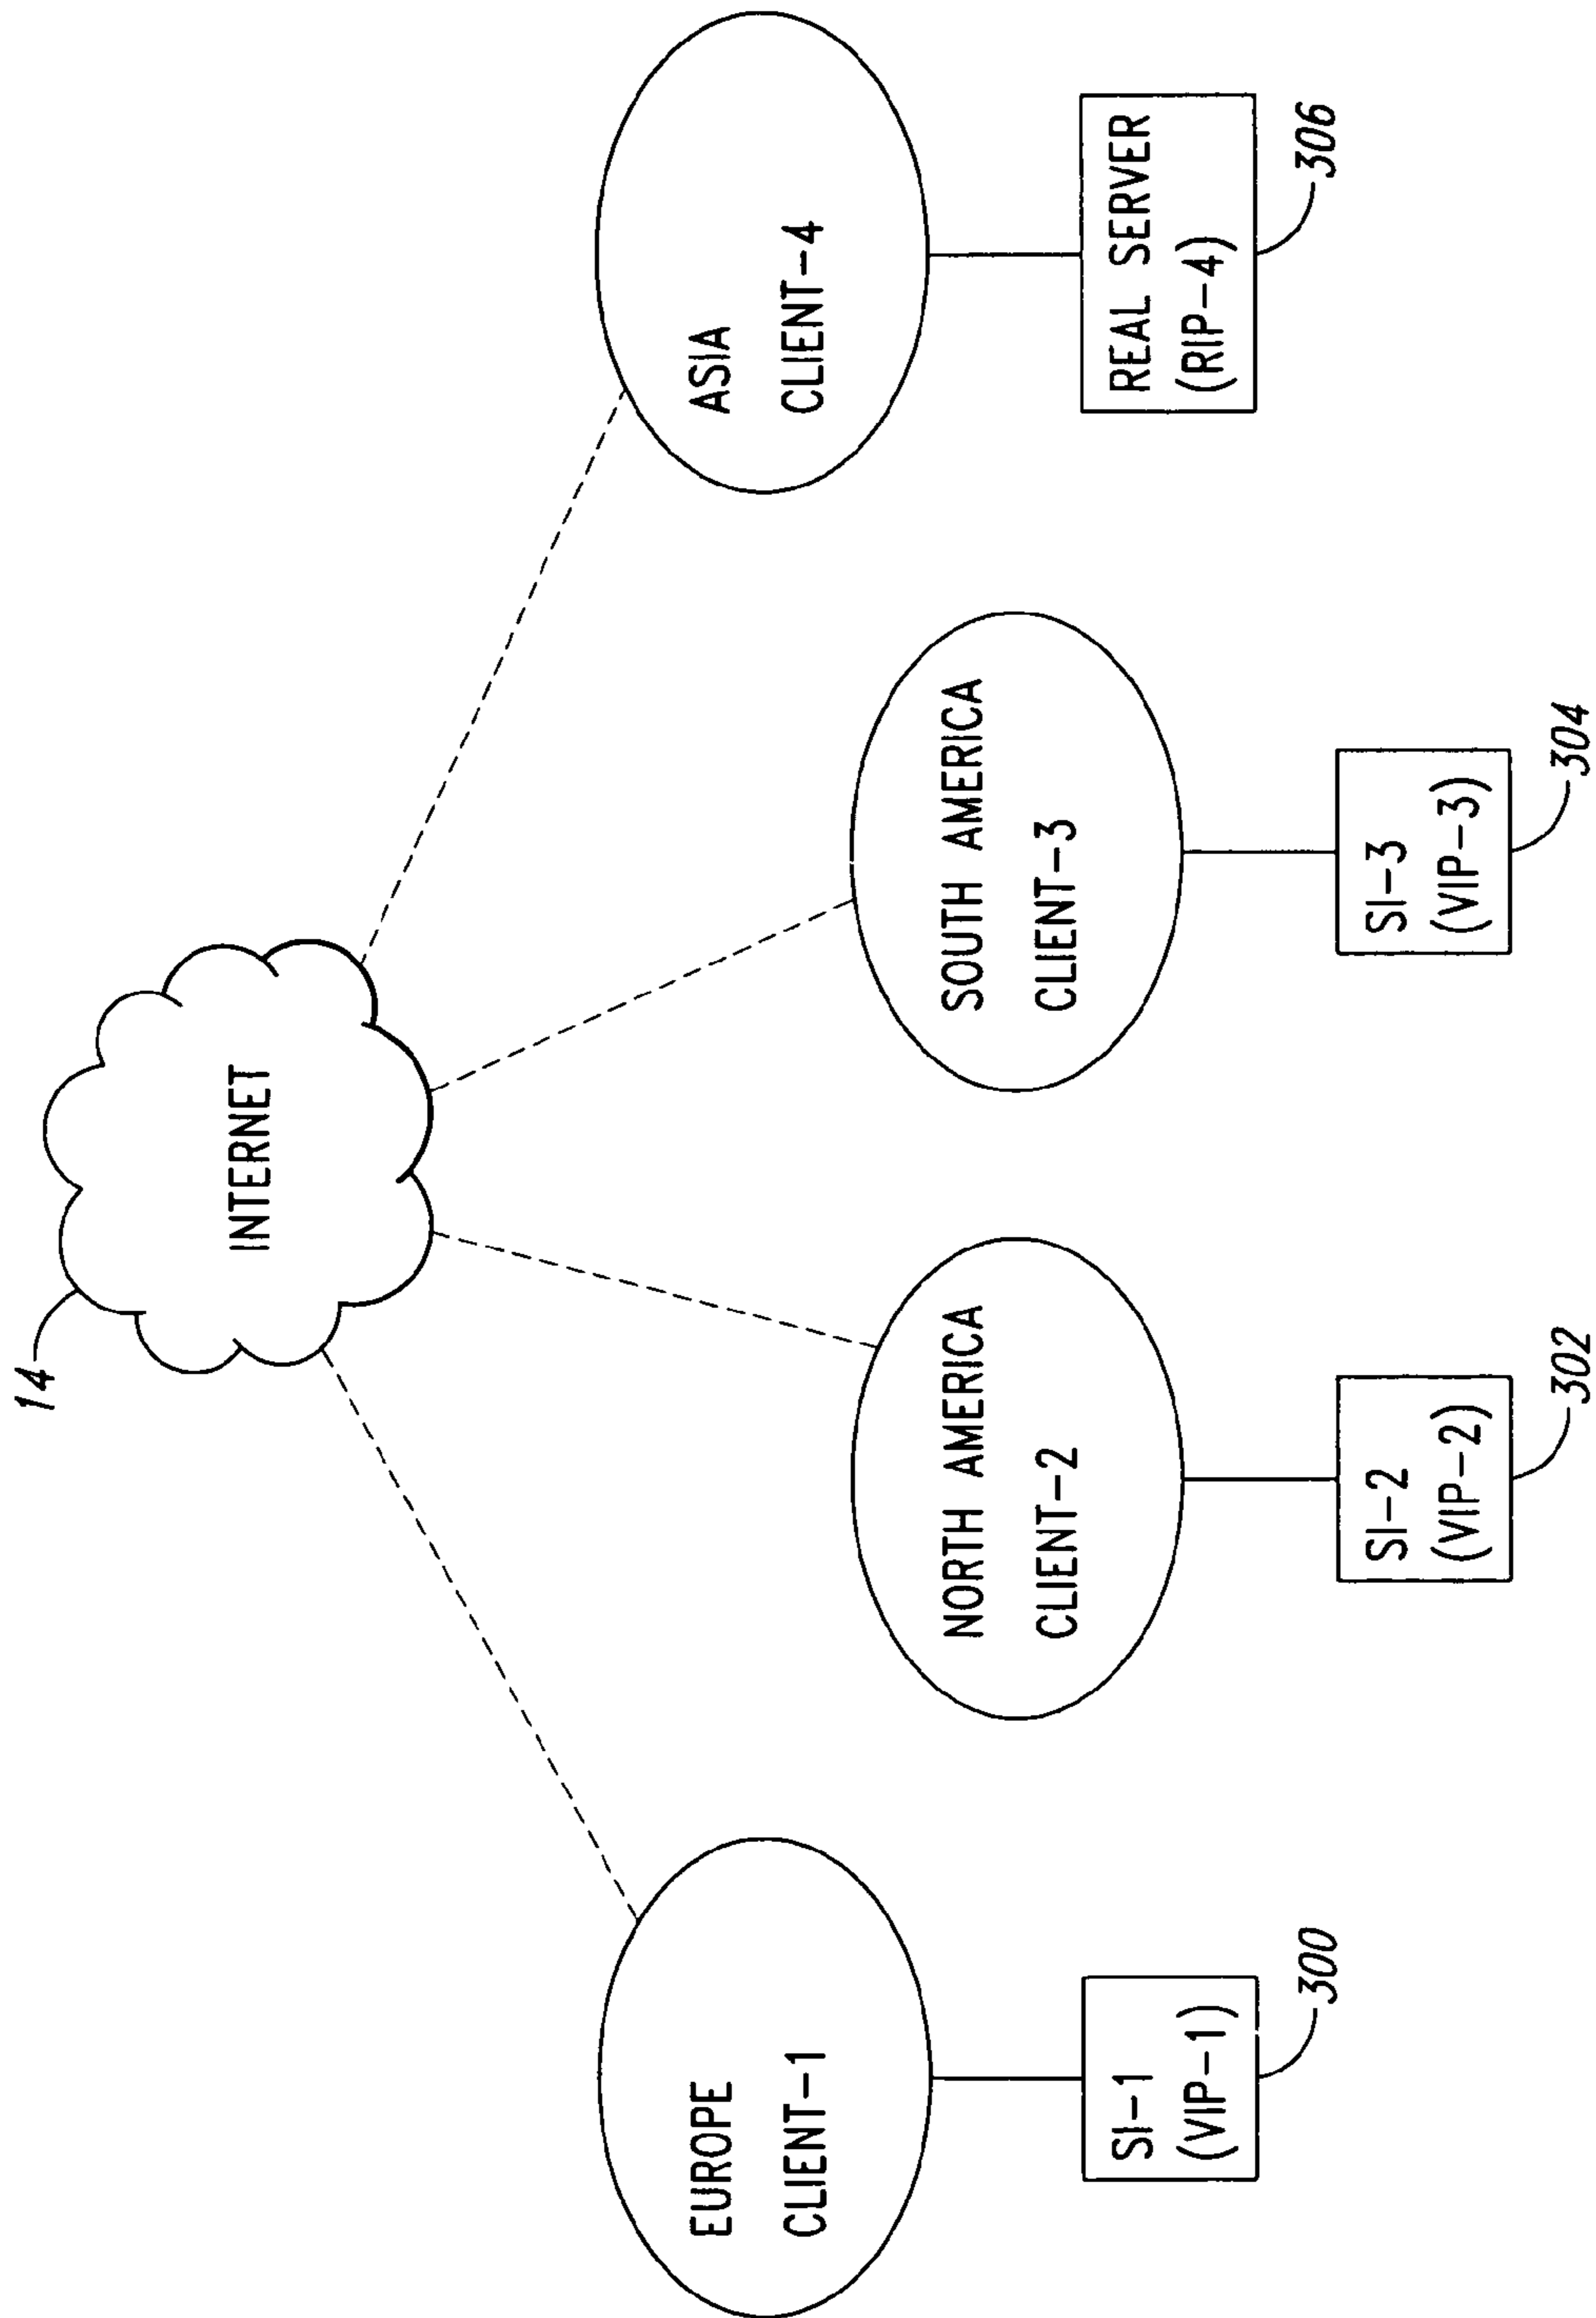 14
INTERNET
EUROPE
CLIENT-1
SI-1
(VIP-1)
300
NORTH AMERICA
CLIENT-2
SI-2
(VIP-2)
302
SOUTH AMERICA
CLIENT-3
SI-3
(VIP-3)
304
ASIA
CLIENT-4
REAL SERVER
(RIP-4)
306